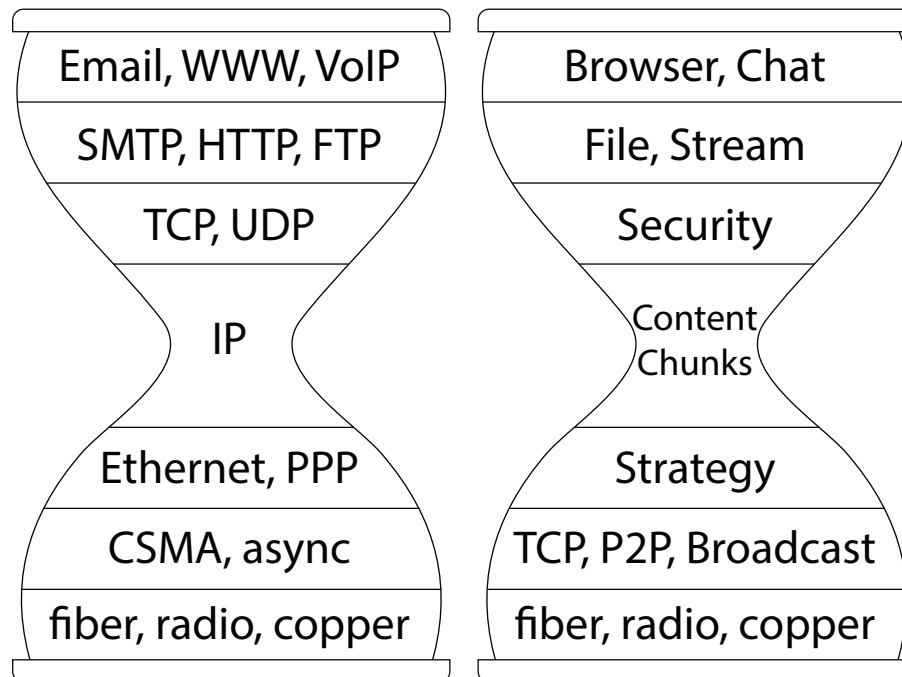 Email, WWW, VoIP
SMTP, HTTP, FTP
TCP, UDP
IP
Ethernet, PPP
CSMA, async
fiber, radio, copper
Browser, Chat
File, Stream
Security
Content
Chunks
Strategy
TCP, P2P, Broadcast
fiber, radio, copper